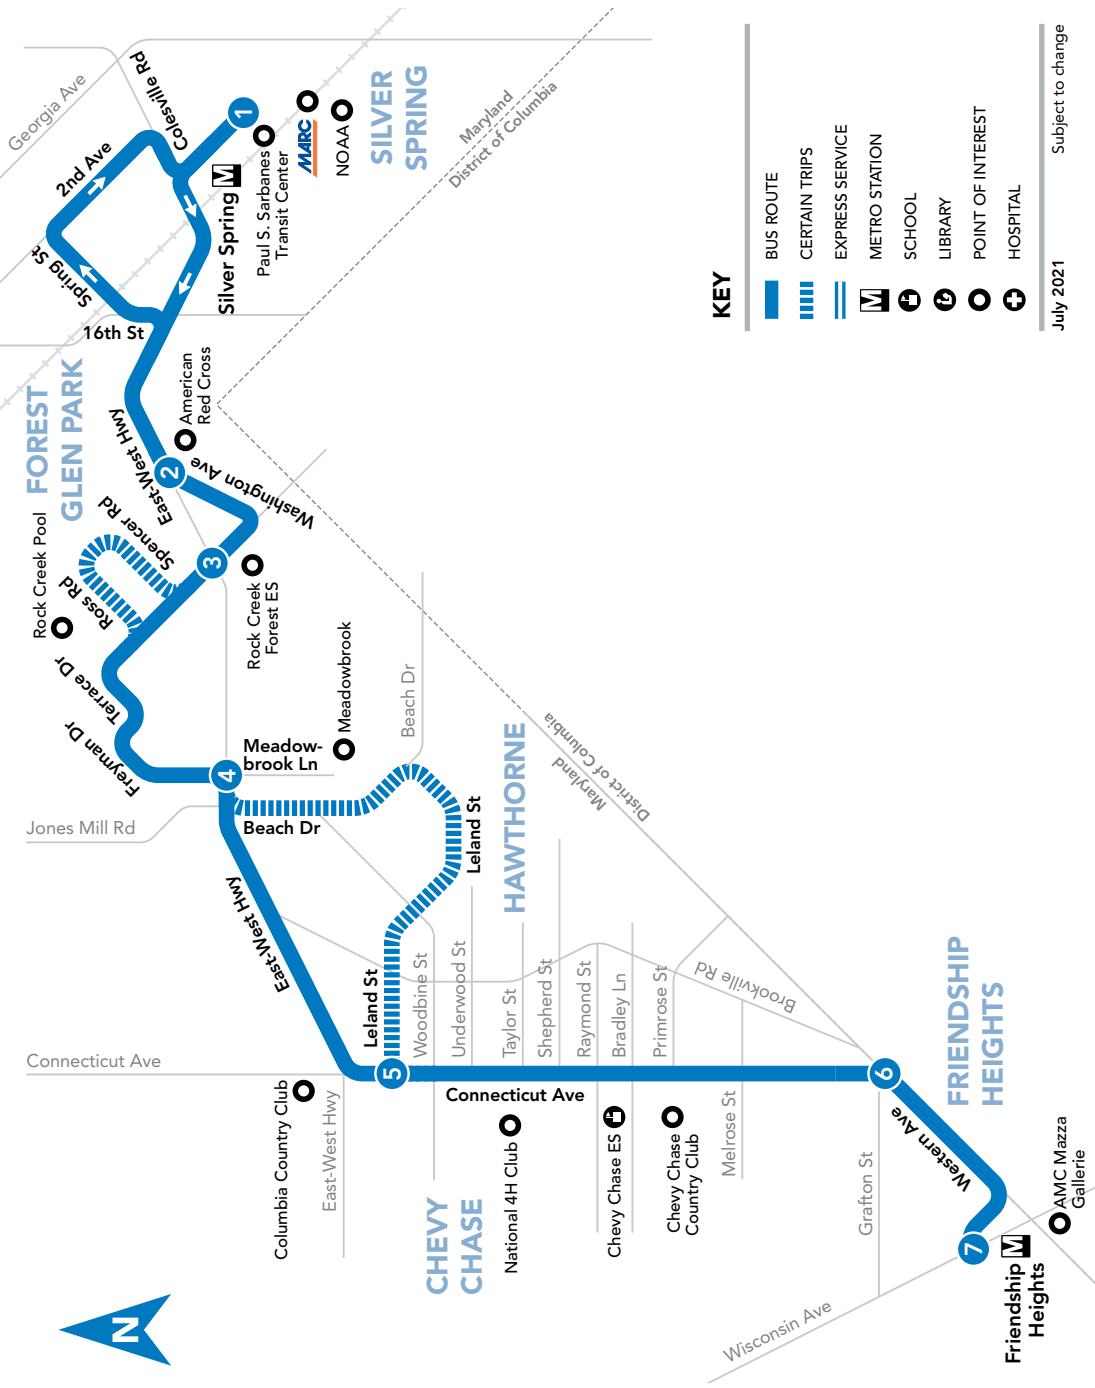 Georgia Ave
Colesville Rd
2nd Ave
Spring St
16th St
1
Silver Spring
M
Paul S. Sarbanes
Transit Center
MARC
NOAA
SILVER
SPRING
Maryland
District of Columbia
FOREST
GLEN PARK
East-West Hwy
American
Red Cross
2
Washington Ave
Rock Creek Pool
Spencer Rd
Ross Rd
3
Rock Creek
Forest ES
Terrace Dr
Freyman Dr
Meadowbrook
Meadow-
brook Ln
4
Beach Dr
Beach Dr
Jones Mill Rd
Leland St
HAWTHORNE
District of Columbia
Maryland
East-West Hwy
Leland St
Woodbine St
Underwood St
Taylor St
Shepherd St
Raymond St
Bradley Ln
Primrose St
Brookville Rd
Connecticut Ave
5
Connecticut Ave
6
FRIENDSHIP
HEIGHTS
Columbia Country Club
East-West Hwy
CHEVY
CHASE
National 4H Club
Chevy Chase ES
Chevy Chase
Country Club
Melrose St
Grafton St
Western Ave
Wisconsin Ave
7
Friendship
Heights
M
AMC Mazza
Gallerie
N
KEY
BUS ROUTE
CERTAIN TRIPS
EXPRESS SERVICE
M METRO STATION
SCHOOL
LIBRARY
POINT OF INTEREST
HOSPITAL
July 2021
Subject to change